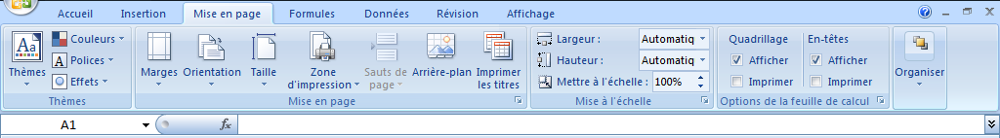 Accueil Insertion Mise en page Formules Données Révision Affichage
Thèmes
Couleurs
Polices
Effets
Thèmes
Marges
Orientation
Taille
Zone
d'impression
Sauts de
page
Arrière-plan
Imprimer
les titres
Mise en page
Largeur : Automatiq
Hauteur : Automatiq
Mettre à l'échelle : 100%
Mise à l'échelle
Quadrillage
Afficher
Imprimer
En-têtes
Afficher
Imprimer
Options de la feuille de calcul
Organiser
A1
fx